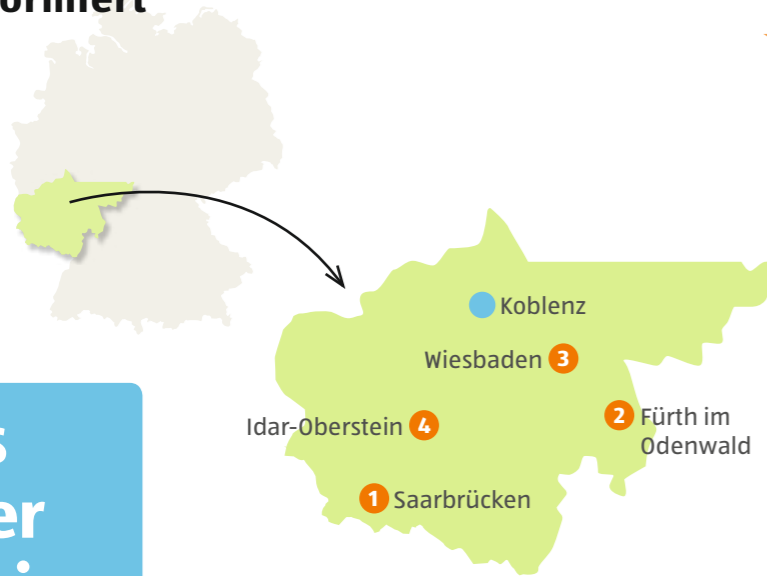 Koblenz
Wiesbaden 3
Idar-Oberstein 4
2 Fürth im
Odenwald
1 Saarbrücken